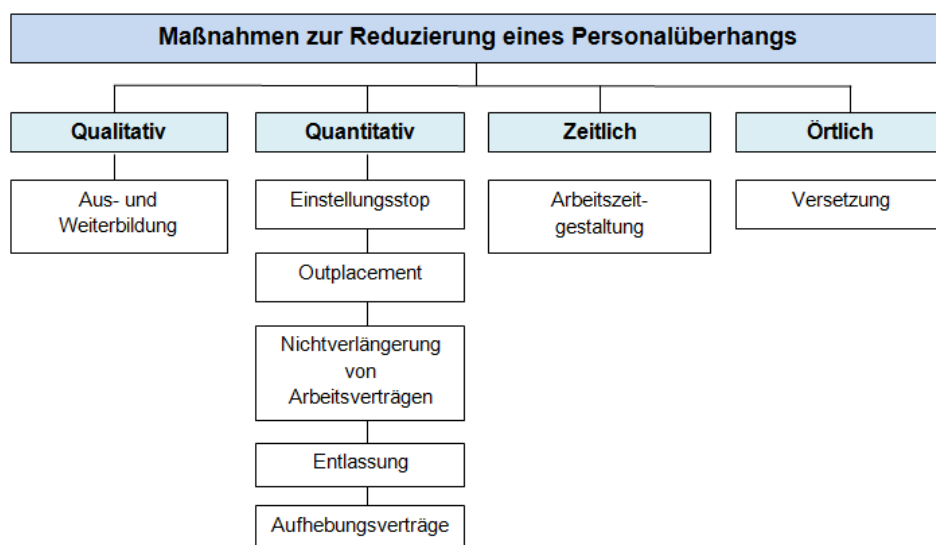 Maßnahmen zur Reduzierung eines Personalüberhangs
Qualitativ
Quantitativ
Zeitlich
Örtlich
Aus- und
Weiterbildung
Einstellungsstop
Arbeitszeit-
gestaltung
Versetzung
Outplacement
Nichtverlängerung
von
Arbeitsverträgen
Entlassung
Aufhebungsverträge